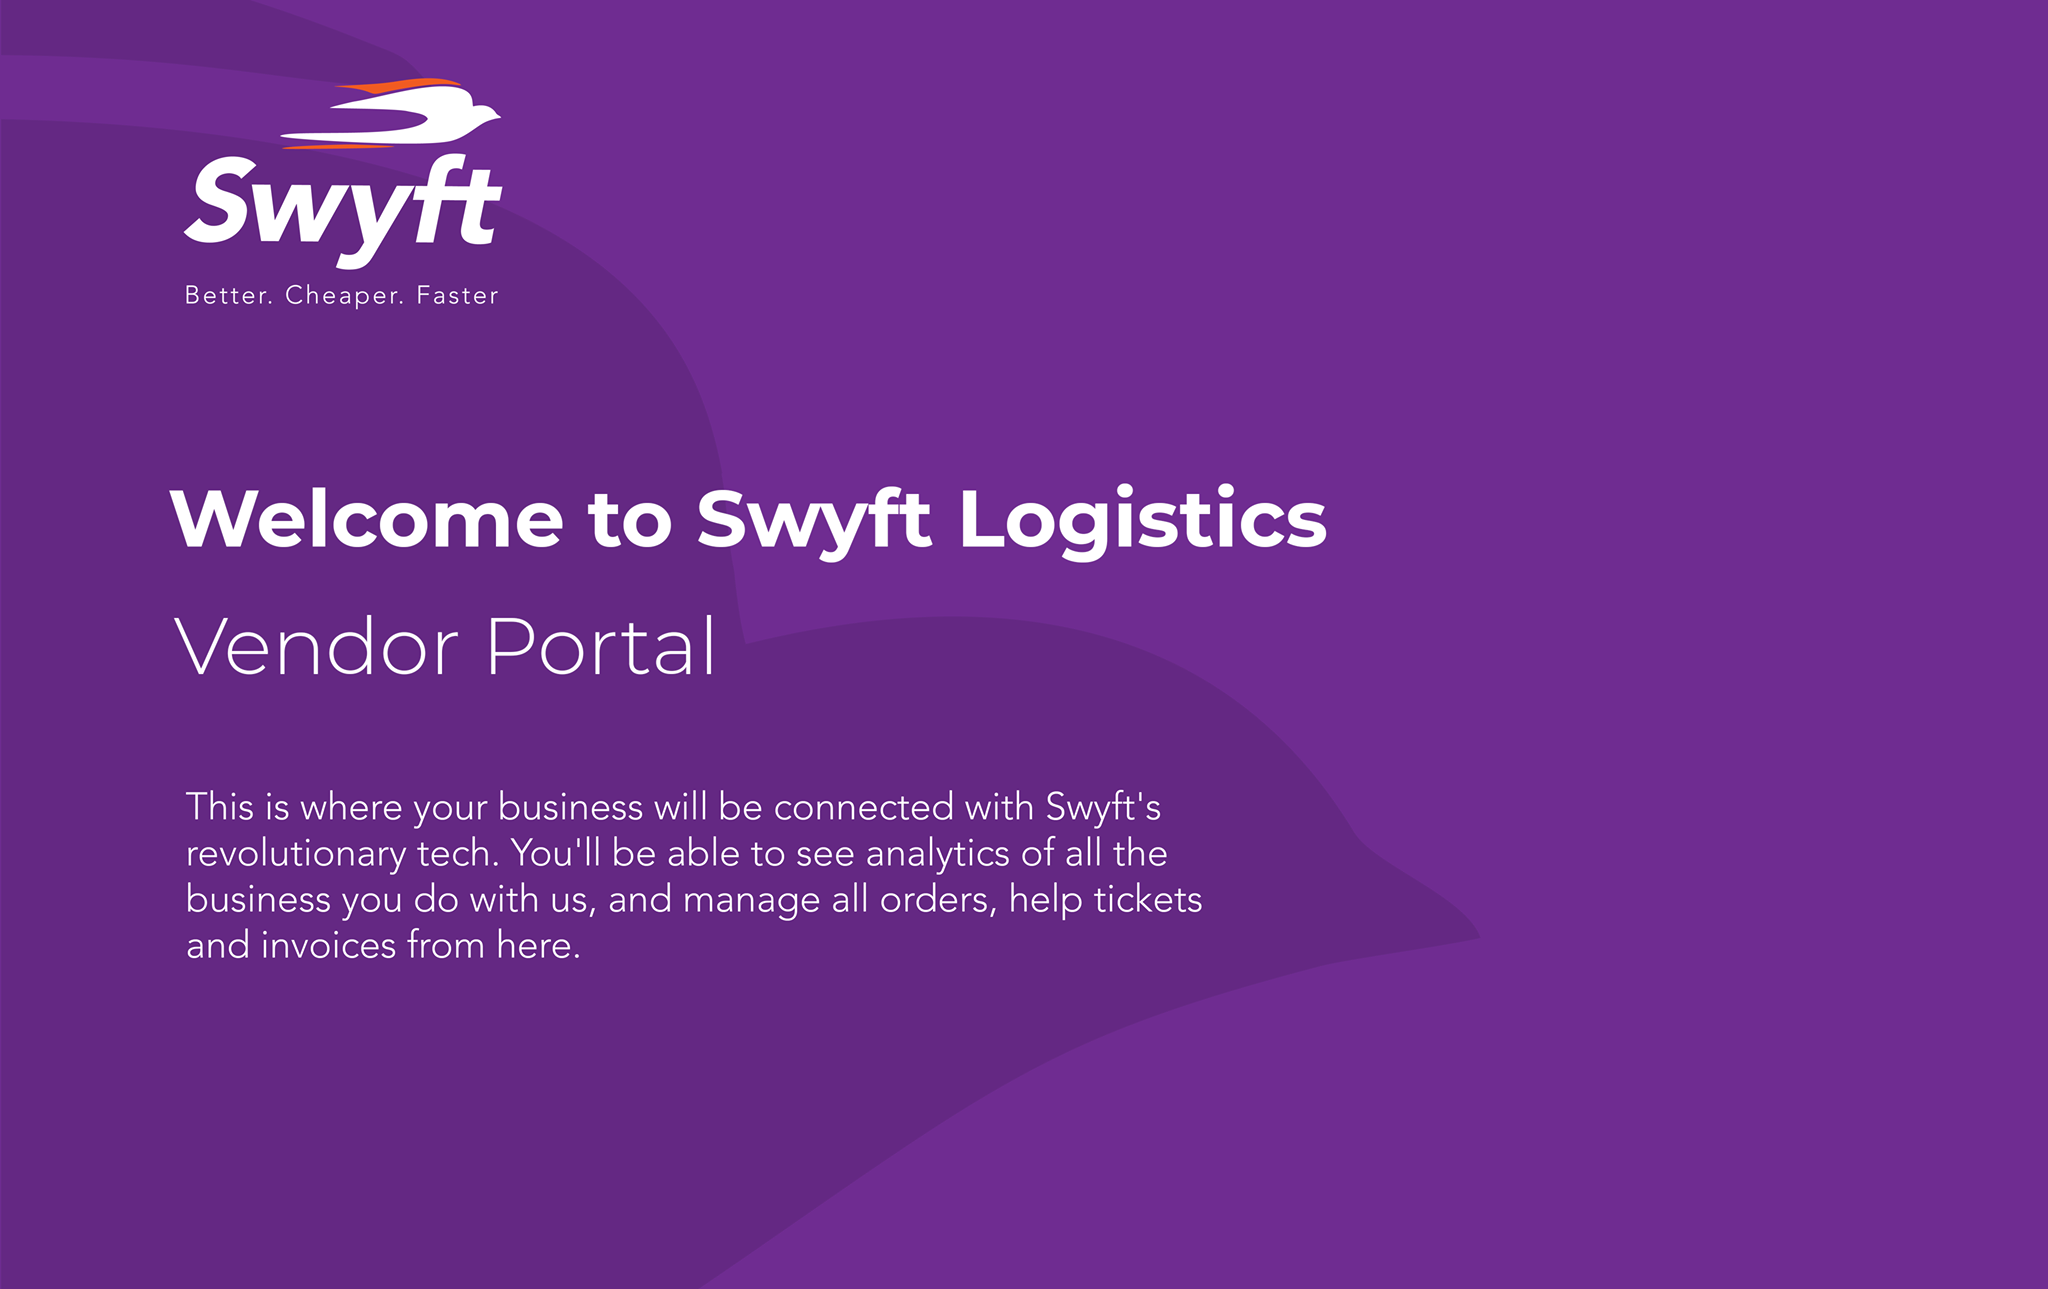 Swyft
Better. Cheaper. Faster
Welcome to Swyft Logistics
Vendor Portal
This is where your business will be connected with Swyft's
revolutionary tech. You'll be able to see analytics of all the
business you do with us, and manage all orders, help tickets
and invoices from here.